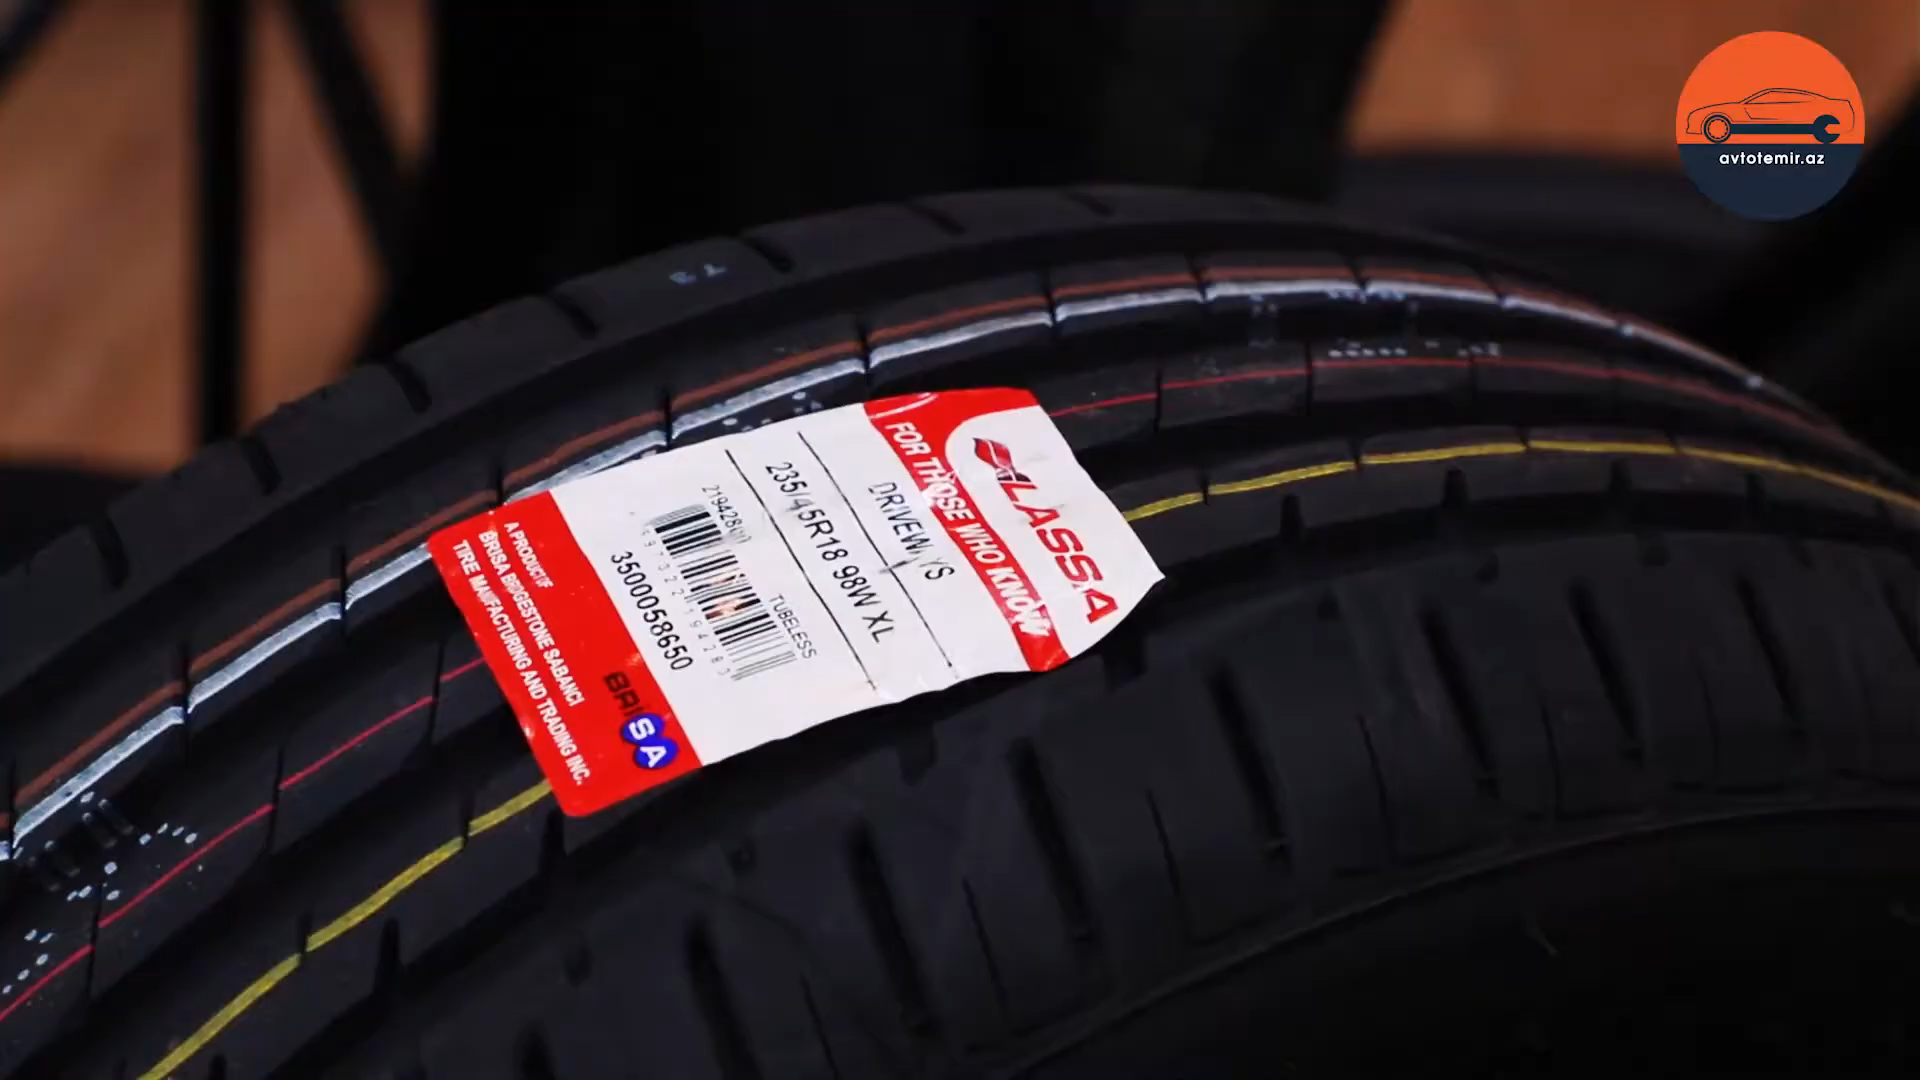 avtotemir.az
T3
LASSA
FOR THOSE WHO KNOW
DRIVEWAYS
235/45R18 98W XL
TUBELESS
3500058650
A PRODUCT OF
BRISA BRIDGESTONE SABANCI
TIRE MANUFACTURING AND TRADING INC.
BRISA